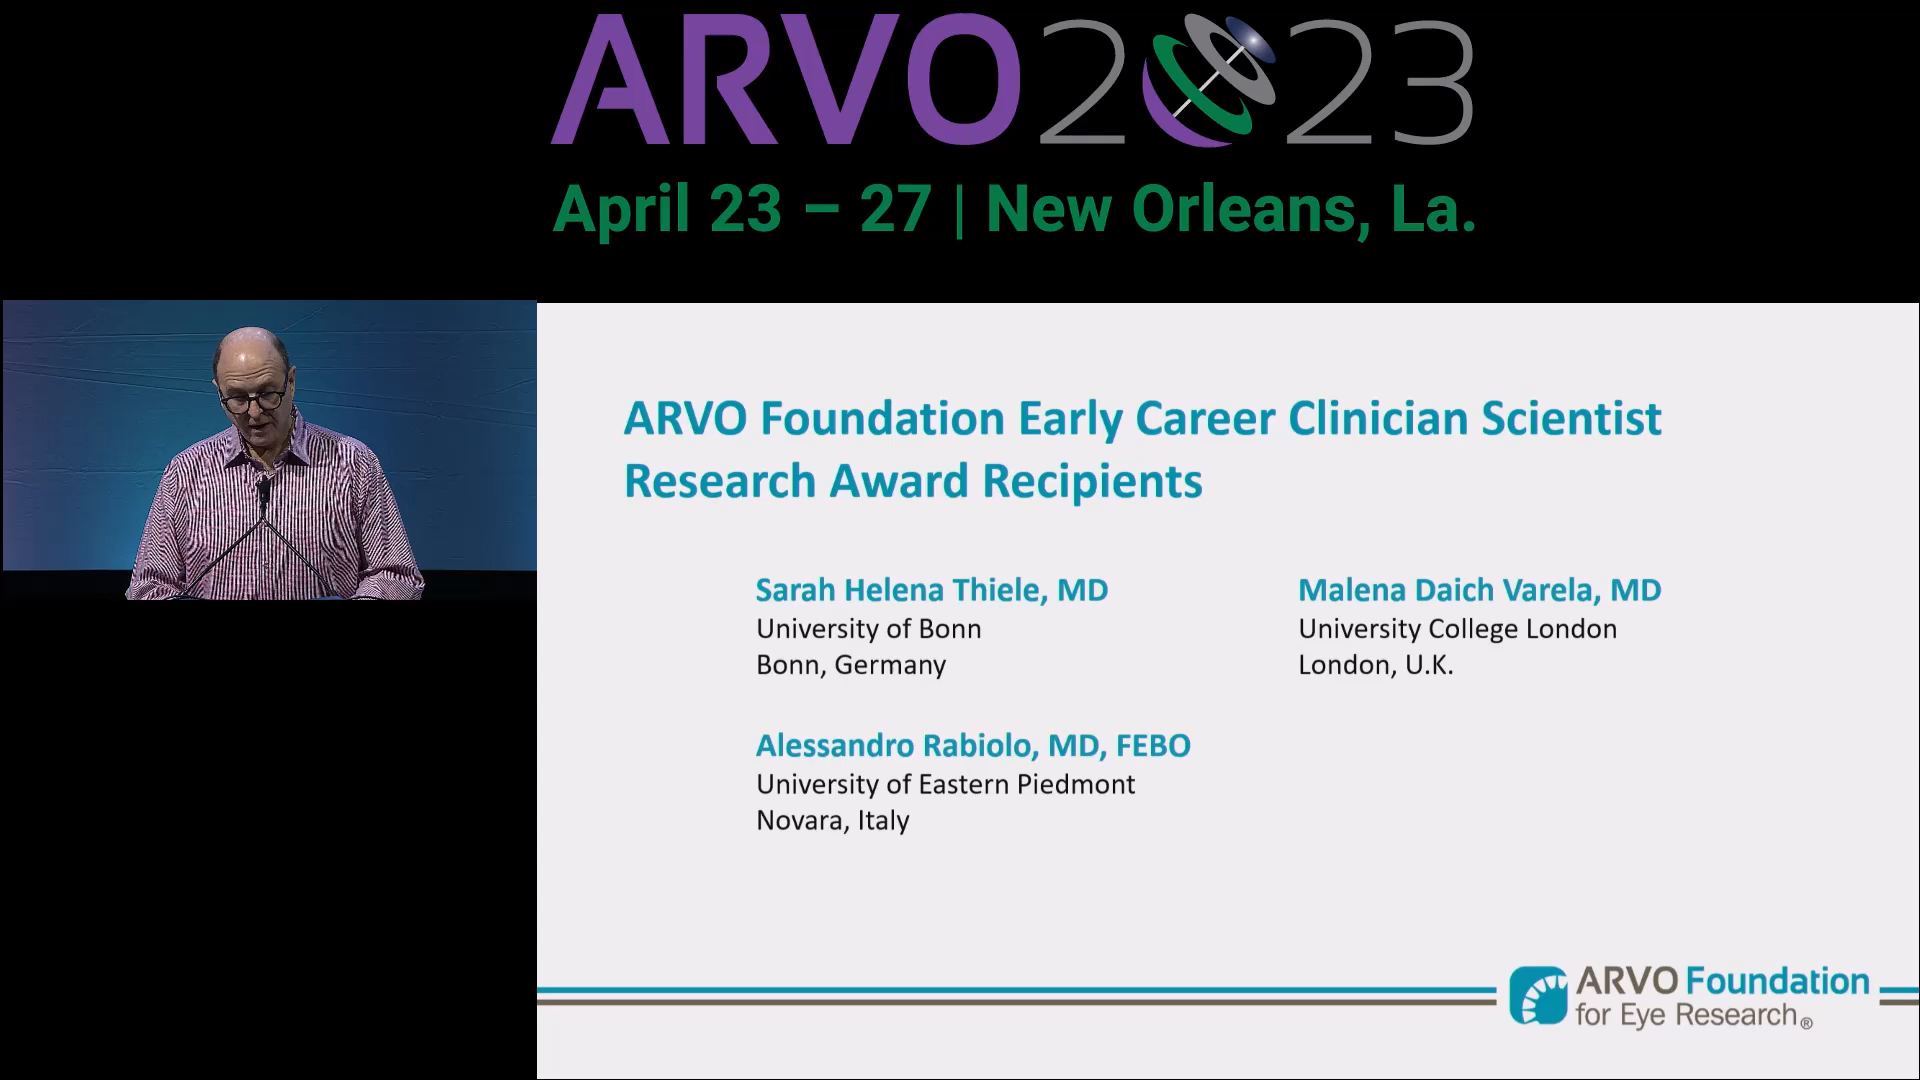 ARVO2023
April 23 – 27 | New Orleans, La.
ARVO Foundation Early Career Clinician Scientist
Research Award Recipients
Sarah Helena Thiele, MD
University of Bonn
Bonn, Germany
Malena Daich Varela, MD
University College London
London, U.K.
Alessandro Rabiolo, MD, FEBO
University of Eastern Piedmont
Novara, Italy
ARVO Foundation
for Eye Research®